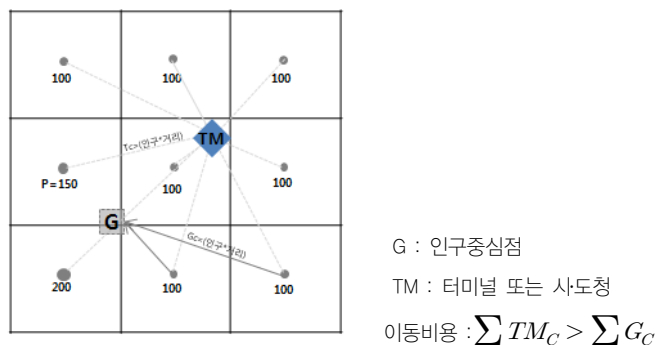 100 100 100
TM
Tc>(인구*거리)
P = 150 100 100
G
Gc=(인구*거리)
200 100 100
G : 인구중심점
TM : 터미널 또는 시·도청
이동비용 : ∑ TM_C > ∑ G_C